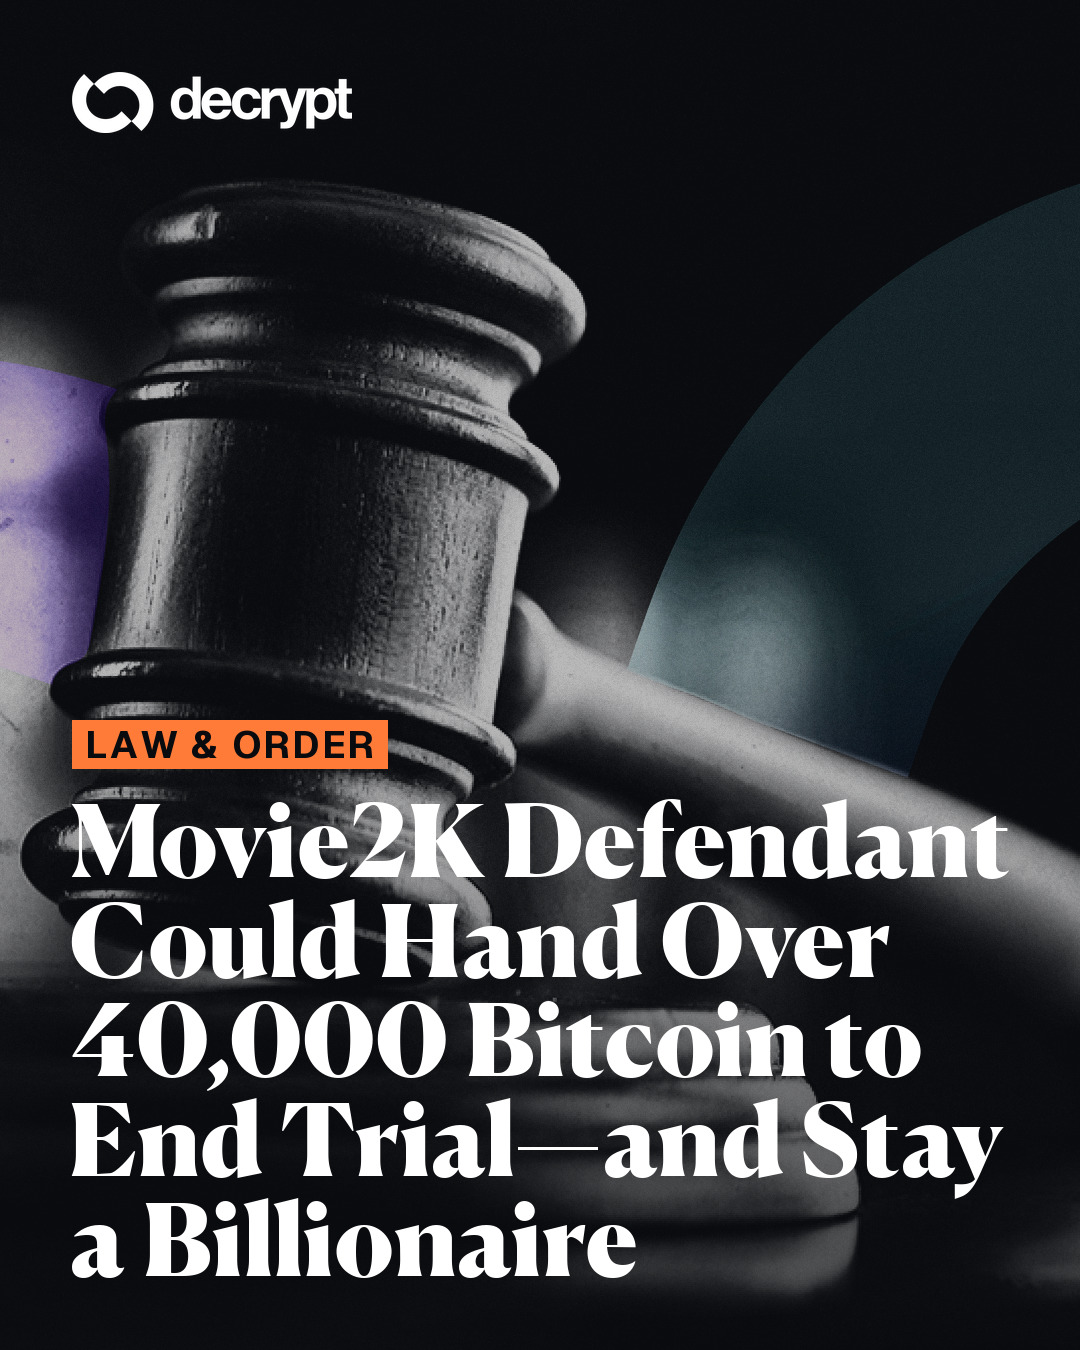 decrypt
LAW & ORDER
Movie2K Defendant
Could Hand Over
40,000 Bitcoin to
End Trial—and Stay
a Billionaire